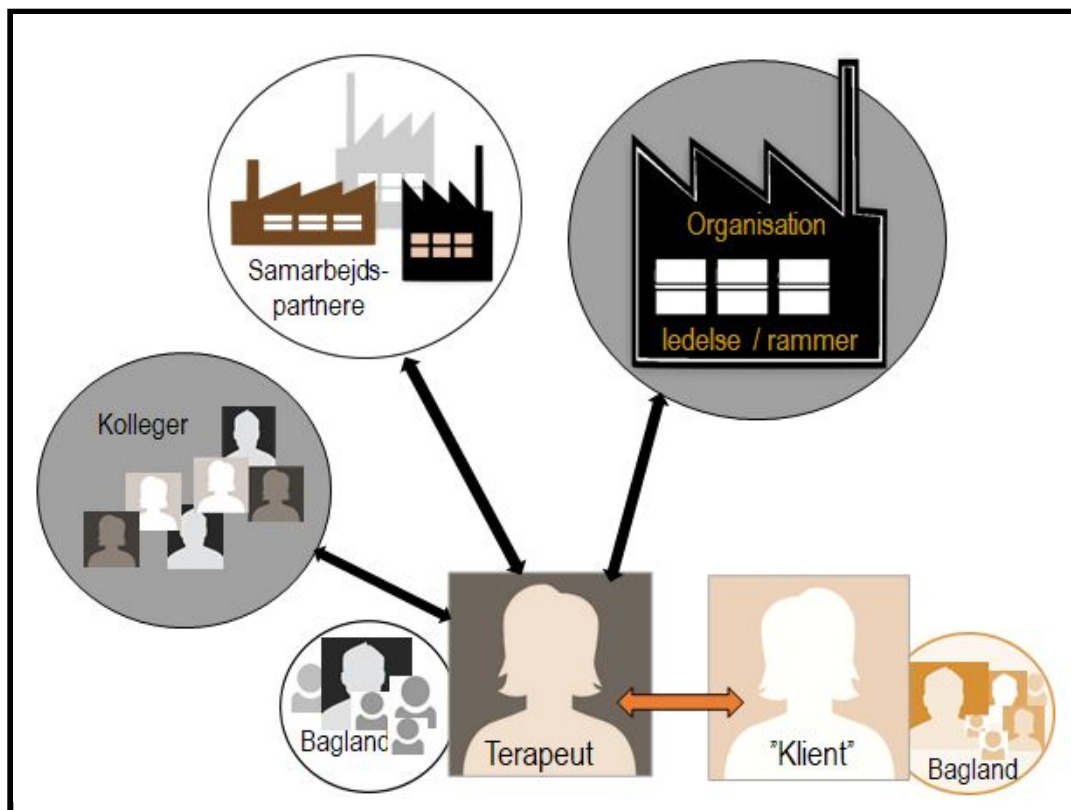 Organisation
ledelse / rammer
Samarbejds-
partnere
Kolleger
Bagland
Terapeut
"Klient"
Bagland